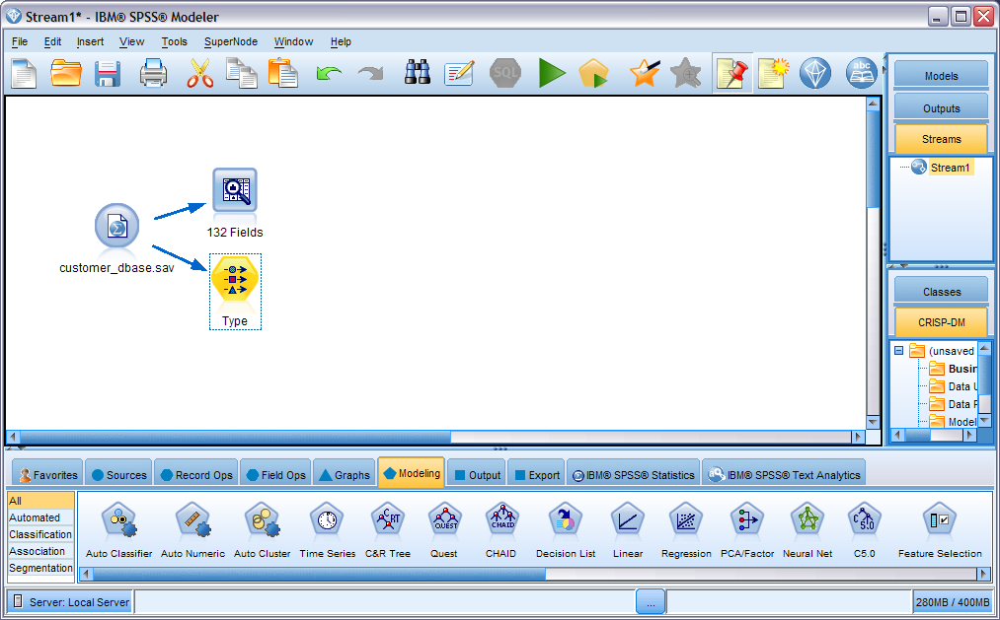 Stream1* - IBM® SPSS® Modeler
File Edit Insert View Tools SuperNode Window Help
SQL
abc
Models
Outputs
Streams
Stream1
132 Fields
customer_dbase.sav
Type
Classes
CRISP-DM
(unsaved
Busin
Data U
Data P
Model
Favorites Sources Record Ops Field Ops Graphs Modeling Output Export IBM® SPSS® Statistics IBM® SPSS® Text Analytics
All
Automated
Classification
Association
Segmentation
C&RT QUEST CHAID C5.0
Auto Classifier Auto Numeric Auto Cluster Time Series C&R Tree Quest CHAID Decision List Linear Regression PCA/Factor Neural Net C5.0 Feature Selection
Server: Local Server
...
280MB / 400MB